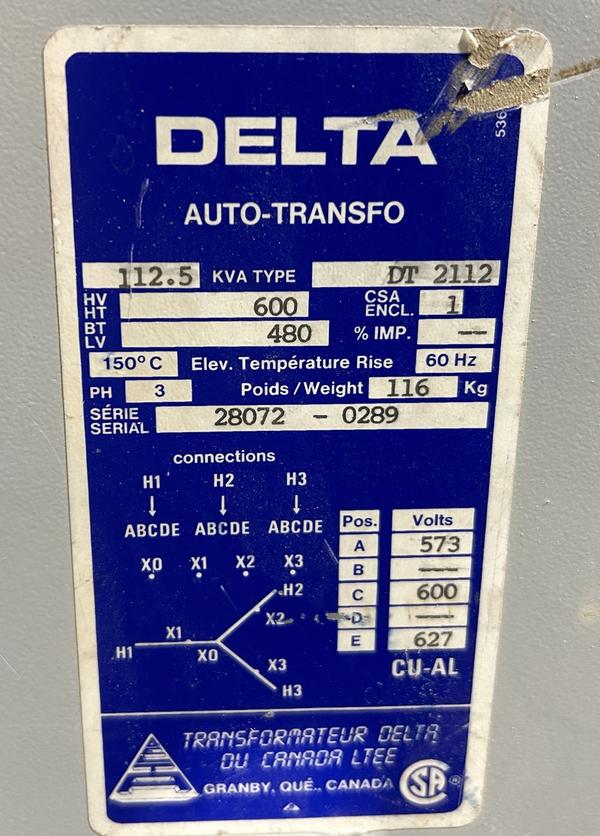 536
DELTA
AUTO-TRANSFO
112.5 KVA TYPE DT 2112
HV HT 600 CSA ENCL. 1
BT LV 480 % IMP. —
150°C Elev. Température Rise 60 Hz
PH 3 Poids/Weight 116 Kg
SÉRIE SERIAL 28072 - 0289
connections
H1 H2 H3
ABCDE ABCDE ABCDE
X0 X1 X2 X3
H1 X1 X0 X2 H2 X3 H3
Pos. Volts
A 573
B —
C 600
D —
E 627
CU-AL
TRANSFORMATEUR DELTA
DU CANADA LTEE
GRANBY, QUÉ., CANADA
SA ®